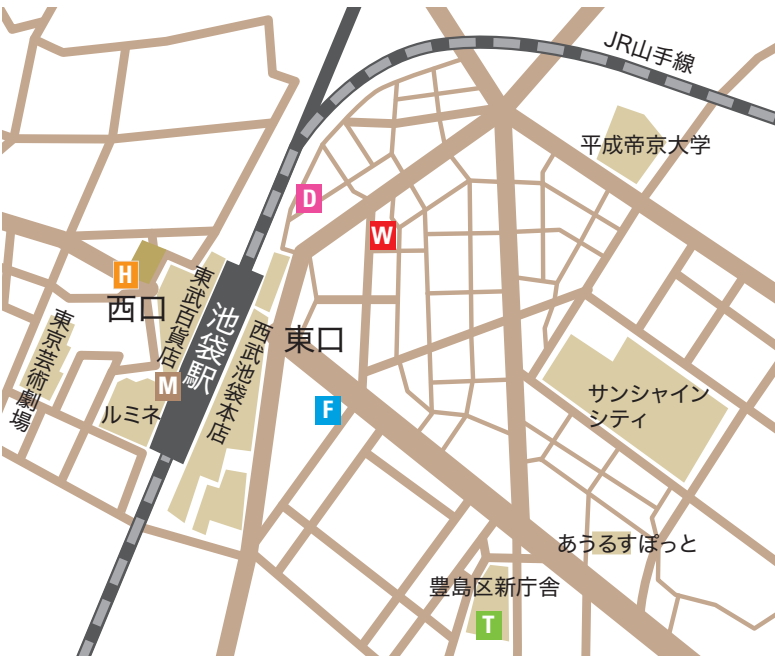 JR山手線
平成帝京大学
D
W
H
西口
東武百貨店
池袋駅
西武池袋本店
東口
東京芸術劇場
M
ルミネ
F
サンシャイン
シティ
あうるすぽっと
豊島区新庁舎
T